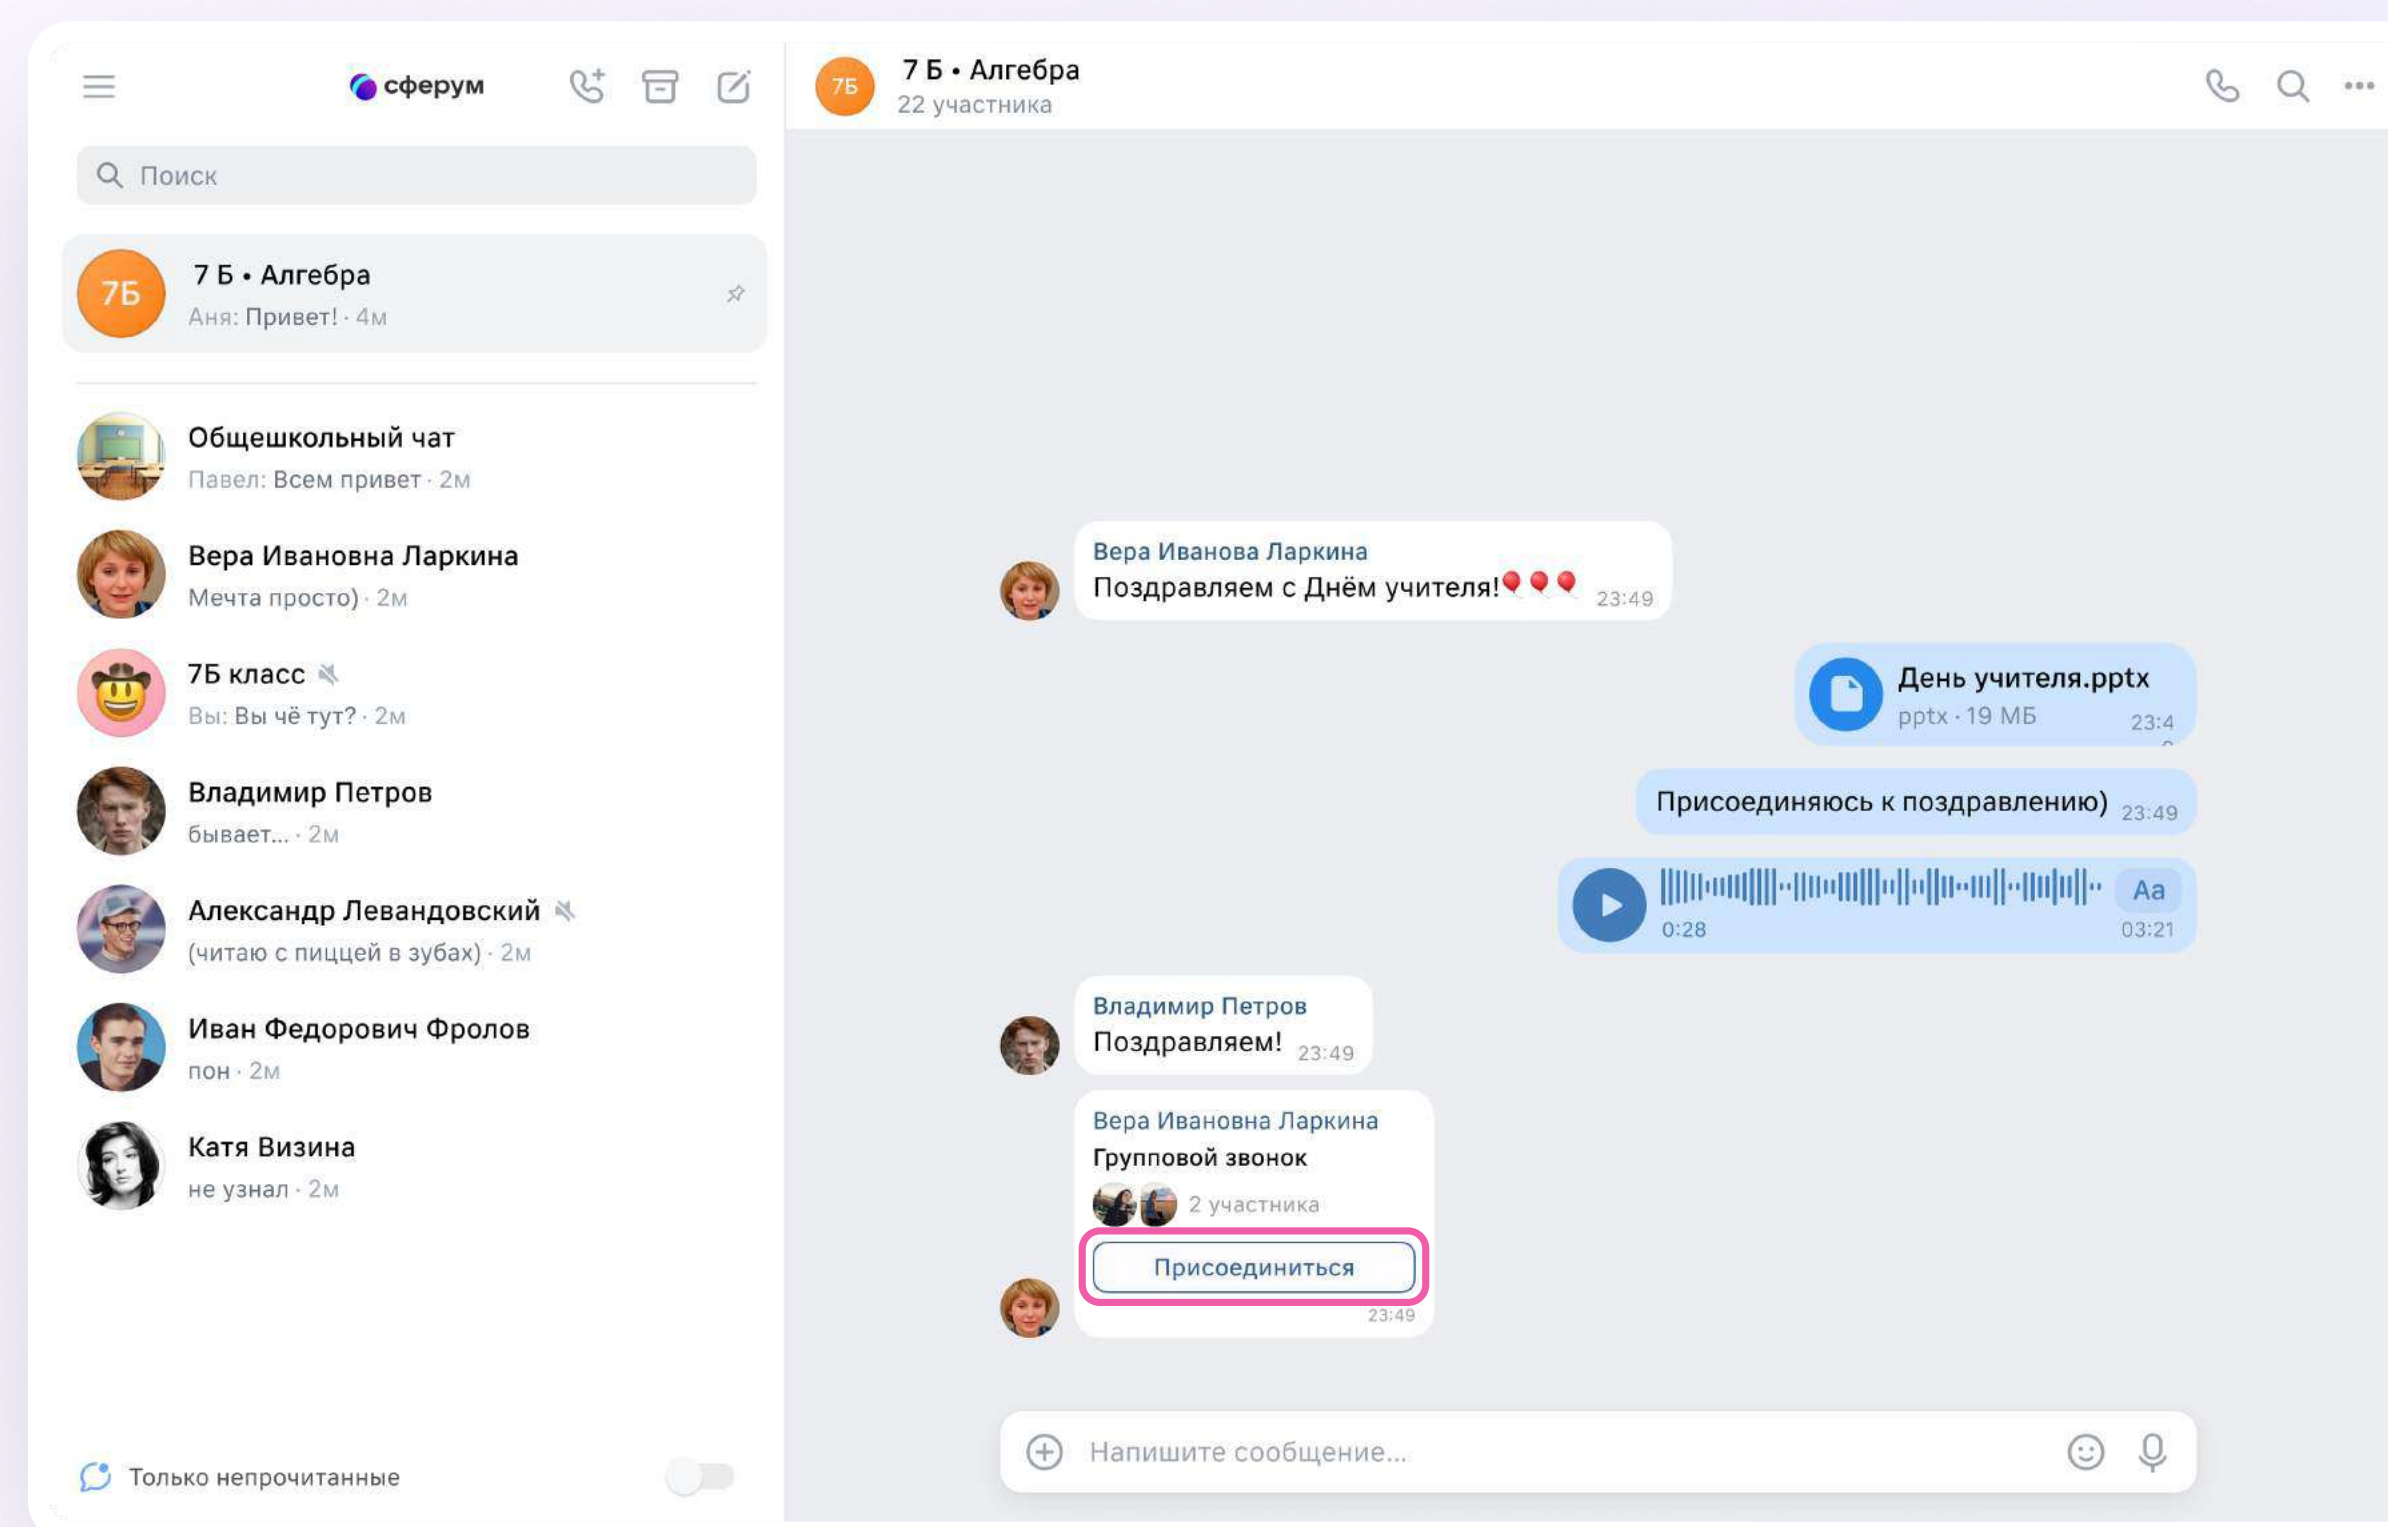 сферум
Поиск
7Б
7 Б • Алгебра
Аня: Привет! · 4м
Общешкольный чат
Павел: Всем привет · 2м
Вера Ивановна Ларкина
Мечта просто) · 2м
7Б класс
Вы: Вы чё тут? · 2м
Владимир Петров
бывает... · 2м
Александр Левандовский
(читаю с пиццей в зубах) · 2м
Иван Федорович Фролов
пон · 2м
Катя Визина
не узнал · 2м
Только непрочитанные
7Б
7 Б • Алгебра
22 участника
Вера Иванова Ларкина
Поздравляем с Днём учителя! 23:49
День учителя.pptx
pptx · 19 МБ 23:4
Присоединяюсь к поздравлению) 23:49
Aa
0:28 03:21
Владимир Петров
Поздравляем! 23:49
Вера Ивановна Ларкина
Групповой звонок
2 участника
Присоединиться
23:49
Напишите сообщение...